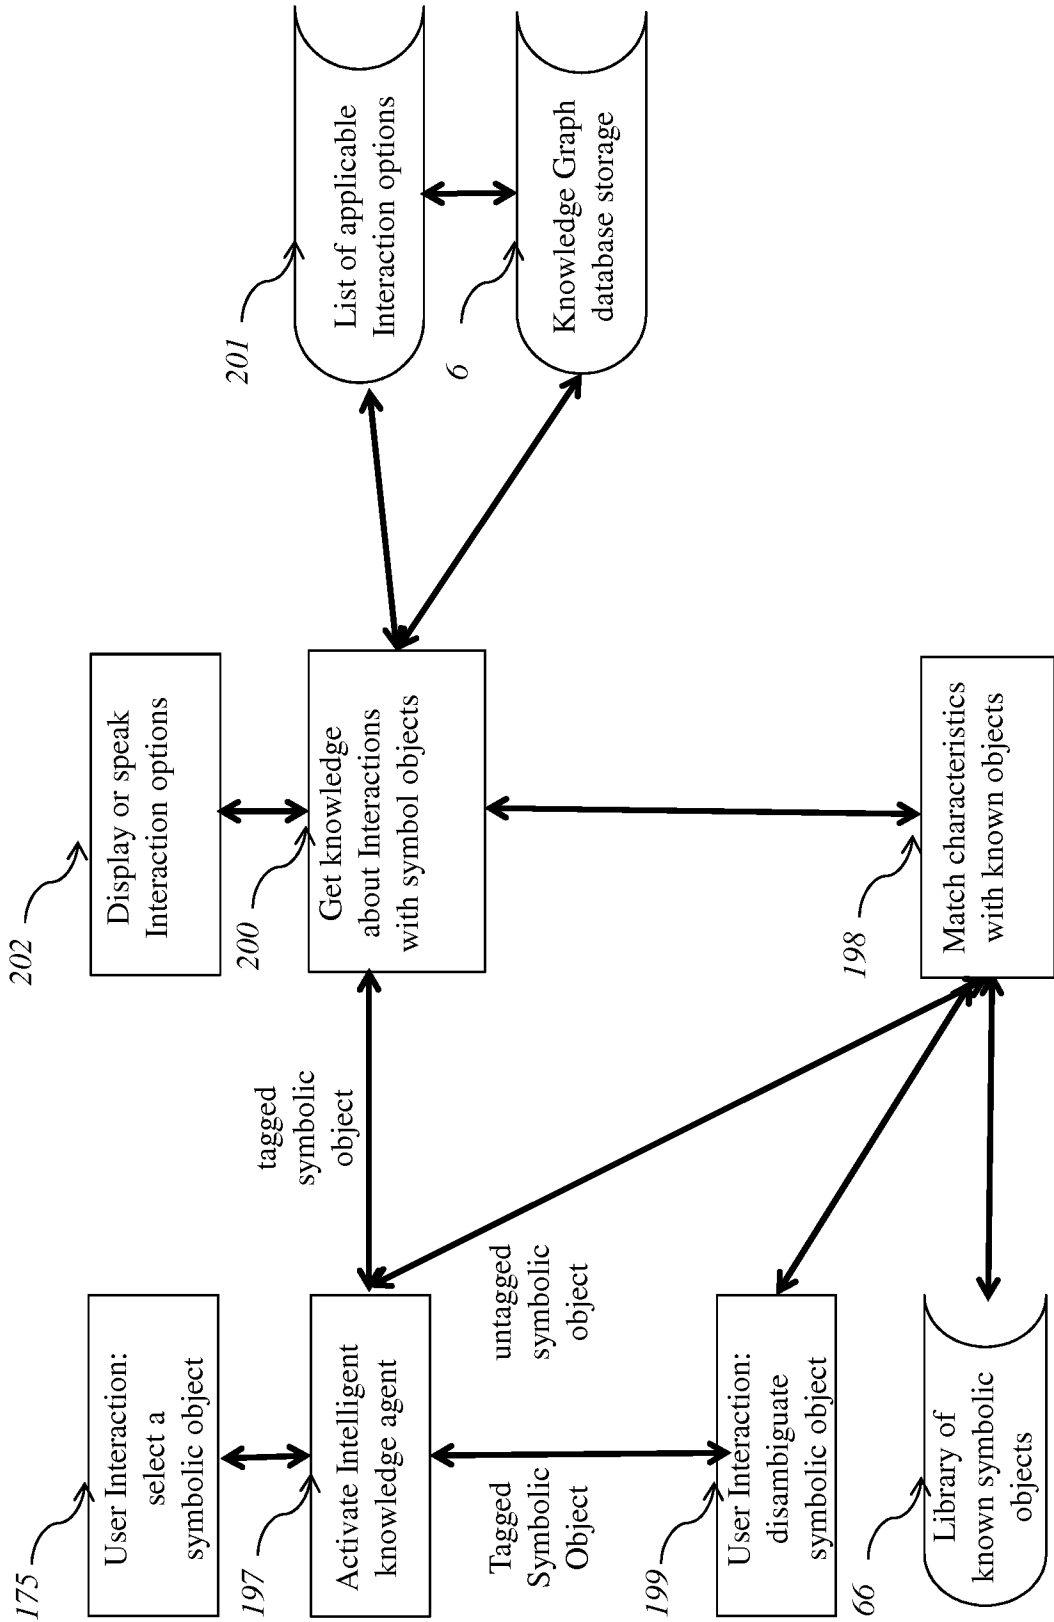 175
User Interaction:
select a
symbolic object
197
Activate Intelligent
knowledge agent
Tagged
Symbolic
Object
untagged
symbolic
object
199
User Interaction:
disambiguate
symbolic object
66
Library of
known symbolic
objects
tagged
symbolic
object
202
Display or speak
Interaction options
200
Get knowledge
about Interactions
with symbol objects
198
Match characteristics
with known objects
201
List of applicable
Interaction options
6
Knowledge Graph
database storage